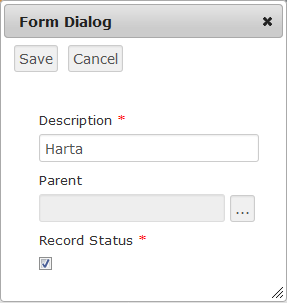 Form Dialog
Save Cancel
Description *
Harta
Parent
...
Record Status *